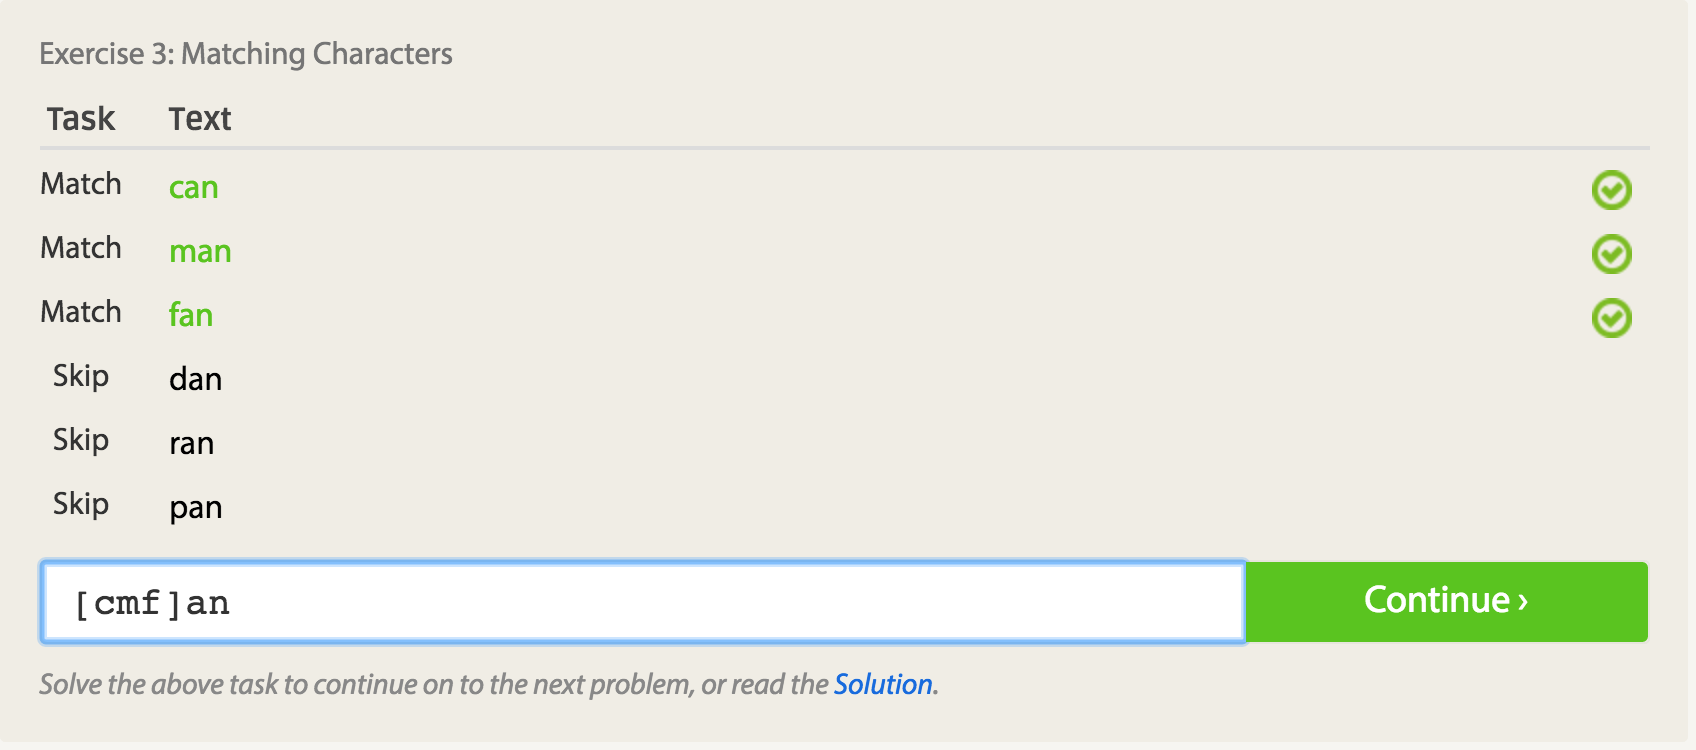 Exercise 3: Matching Characters
Task Text
Match can
Match man
Match fan
Skip dan
Skip ran
Skip pan
[cmf]an
Continue ›
Solve the above task to continue on to the next problem, or read the Solution.